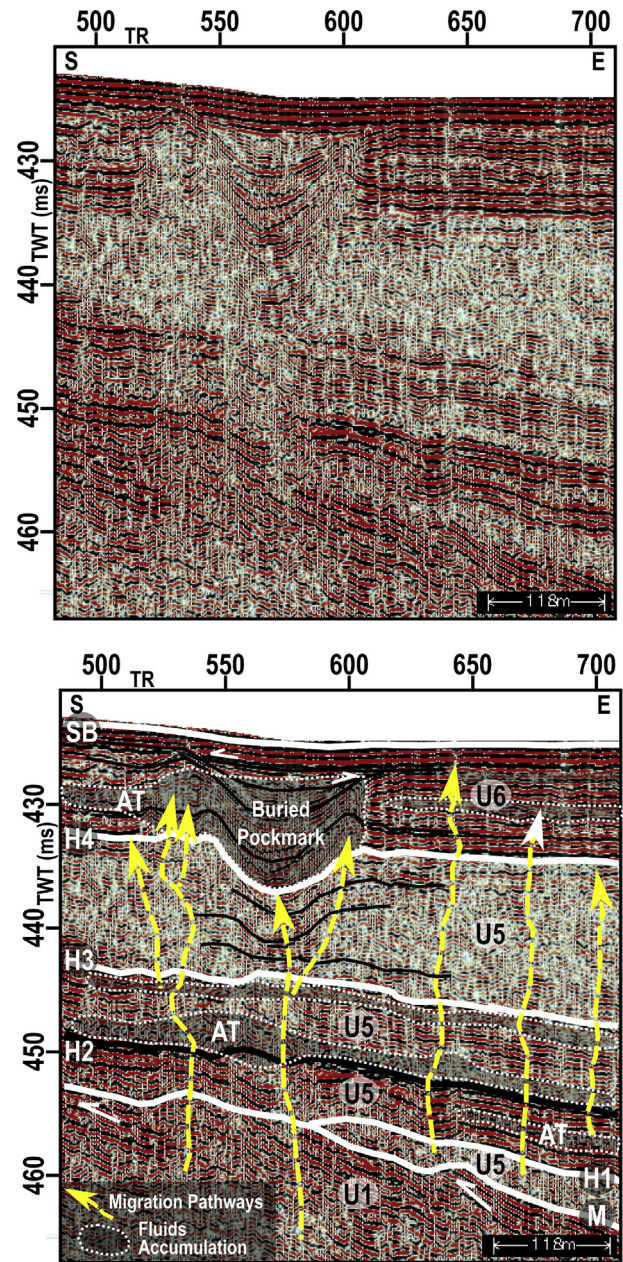 500 550 600 650 700
TR
S E
430
TWT (ms)
440
450
460
118m
500 550 600 650 700
TR
S E
SB
430
AT
Buried
Pockmark
U6
H4
TWT (ms)
440
U5
H3
U5
AT
450
H2
U5
AT
U5
H1
460
U1
M
Migration Pathways
Fluids
Accumulation
118m